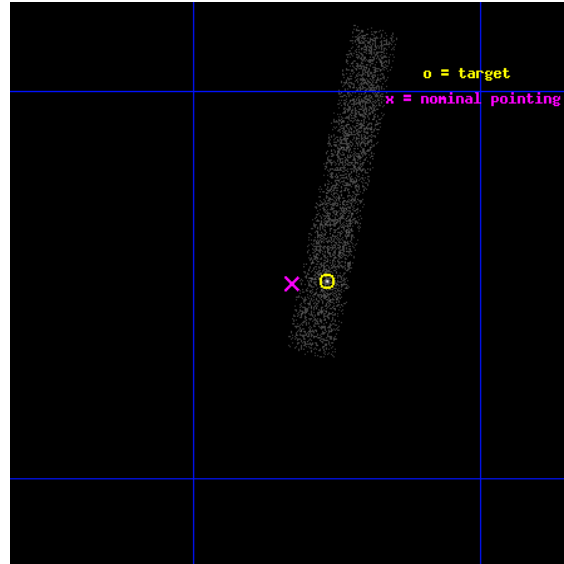 o = target
x = nominal pointing